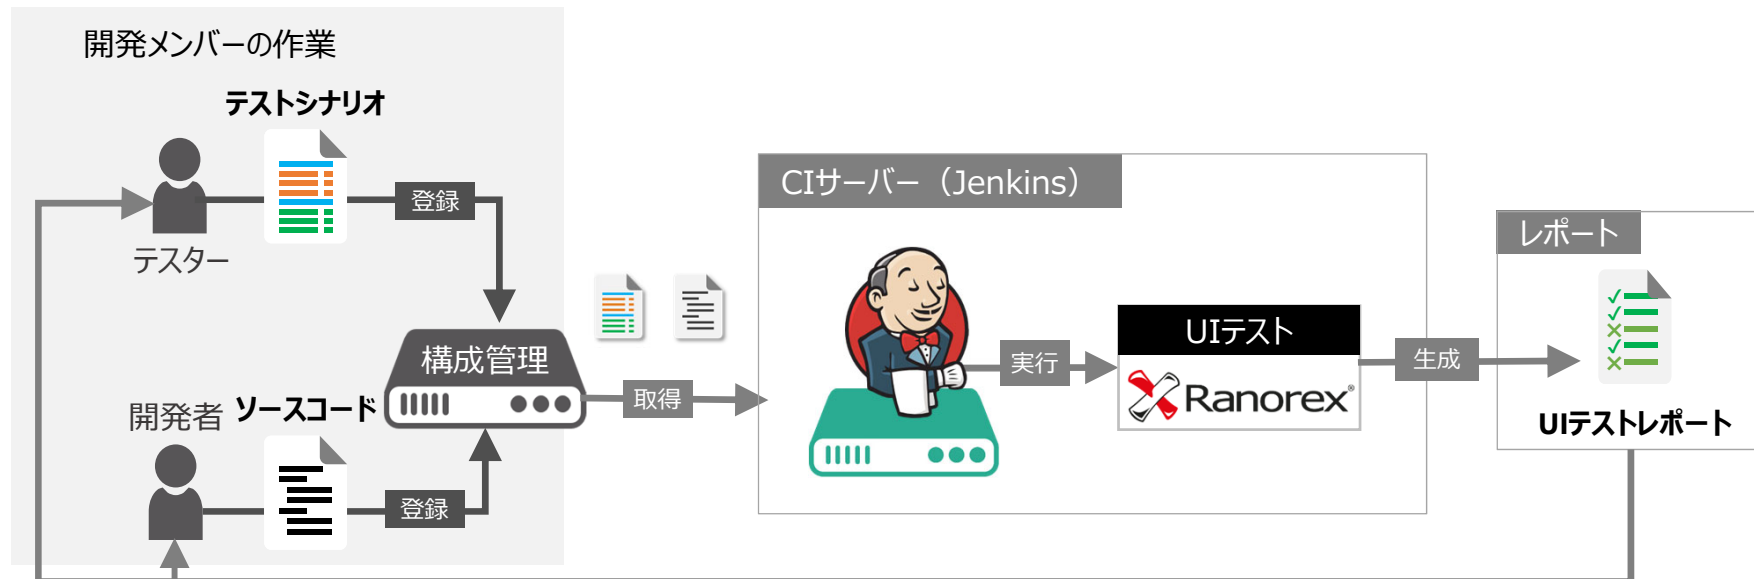 開発メンバーの作業
テストシナリオ
登録
テスター
構成管理
開発者
ソースコード
登録
取得
CIサーバー（Jenkins）
実行
UIテスト
Ranorex®
生成
レポート
UIテストレポート